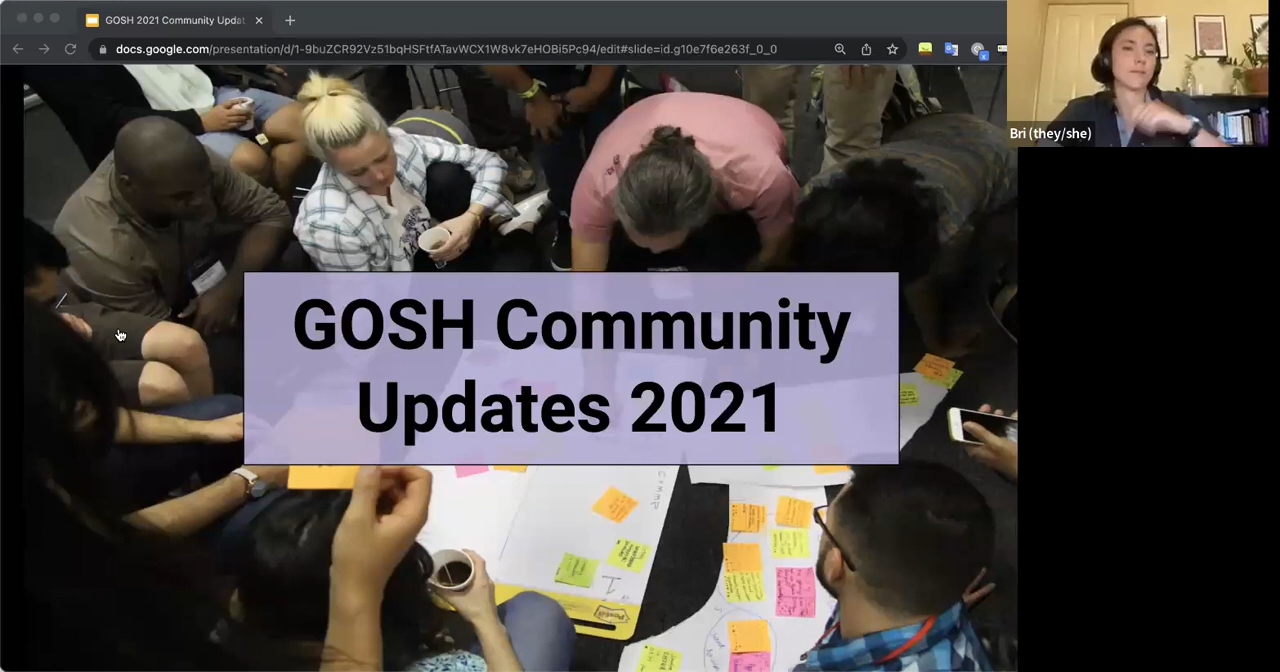 GOSH 2021 Community Updat
docs.google.com/presentation/d/1-9buZCR92Vz51bqHSFtfATavWCX1W8vk7eHOBi5Pc94/edit#slide=id.g10e7f6e263f_0_0
Bri (they/she)
GOSH Community
Updates 2021